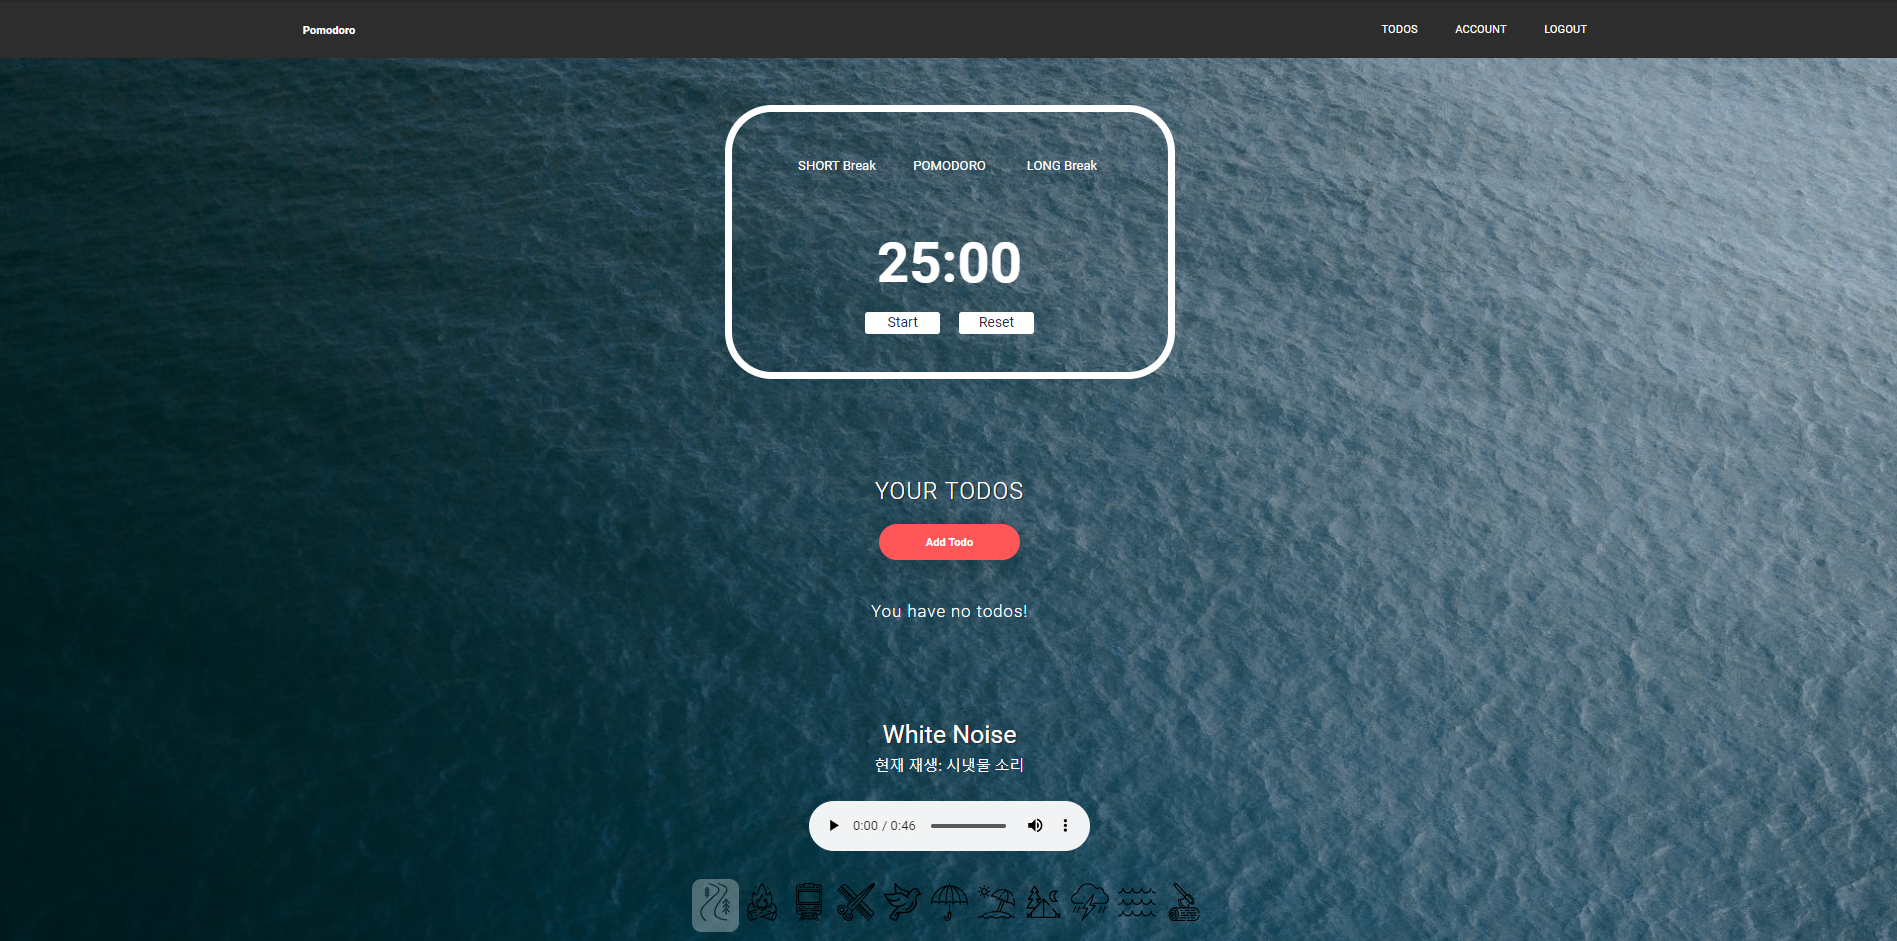 Pomodoro TODOS ACCOUNT LOGOUT
SHORT Break POMODORO LONG Break
25:00
Start Reset
YOUR TODOS
Add Todo
You have no todos!
White Noise
현재 재생: 시냇물 소리
0:00 / 0:46